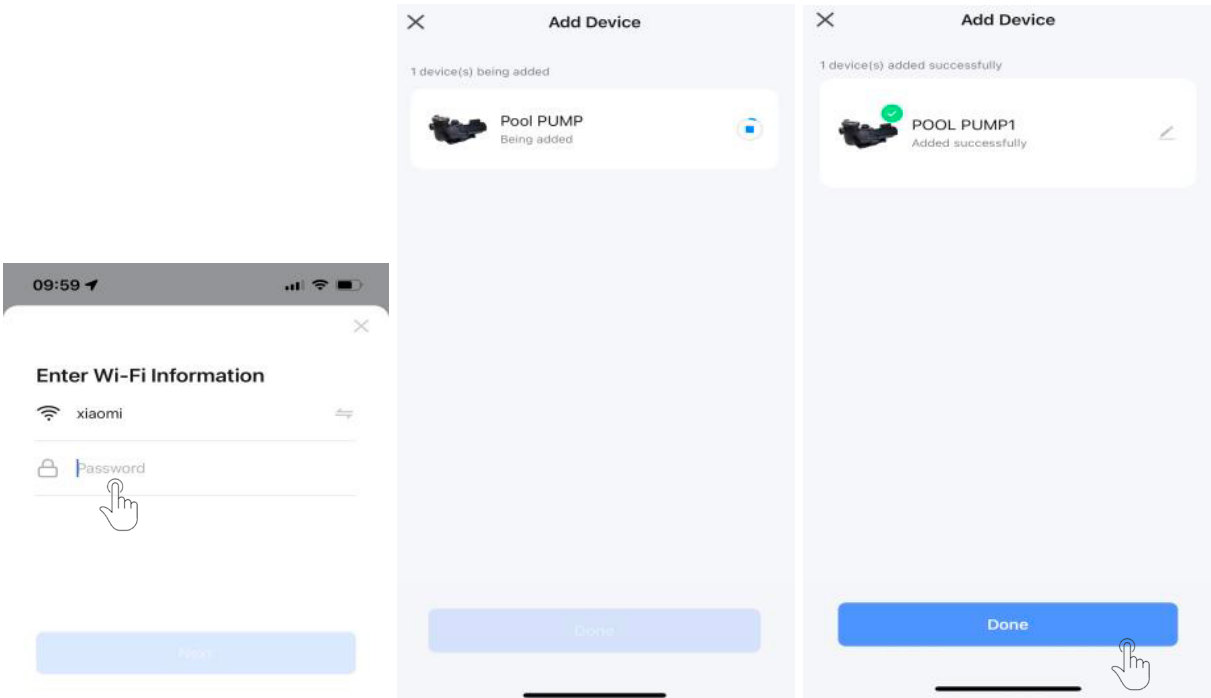 09:59
Enter Wi-Fi Information
xiaomi
Password
Next
Add Device
1 device(s) being added
Pool PUMP
Being added
Done
Add Device
1 device(s) added successfully
POOL PUMP1
Added successfully
Done